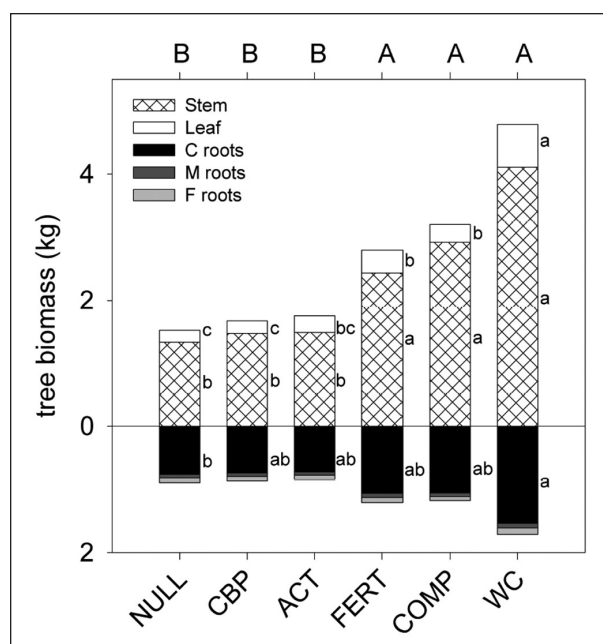 B B B A A A
Stem
Leaf
C roots
M roots
F roots
4
2
0
2
tree biomass (kg)
a
b
b
c
c
bc
a
a
a
b
b
b
b
ab
ab
ab
ab
a
NULL CBP ACT FERT COMP WC